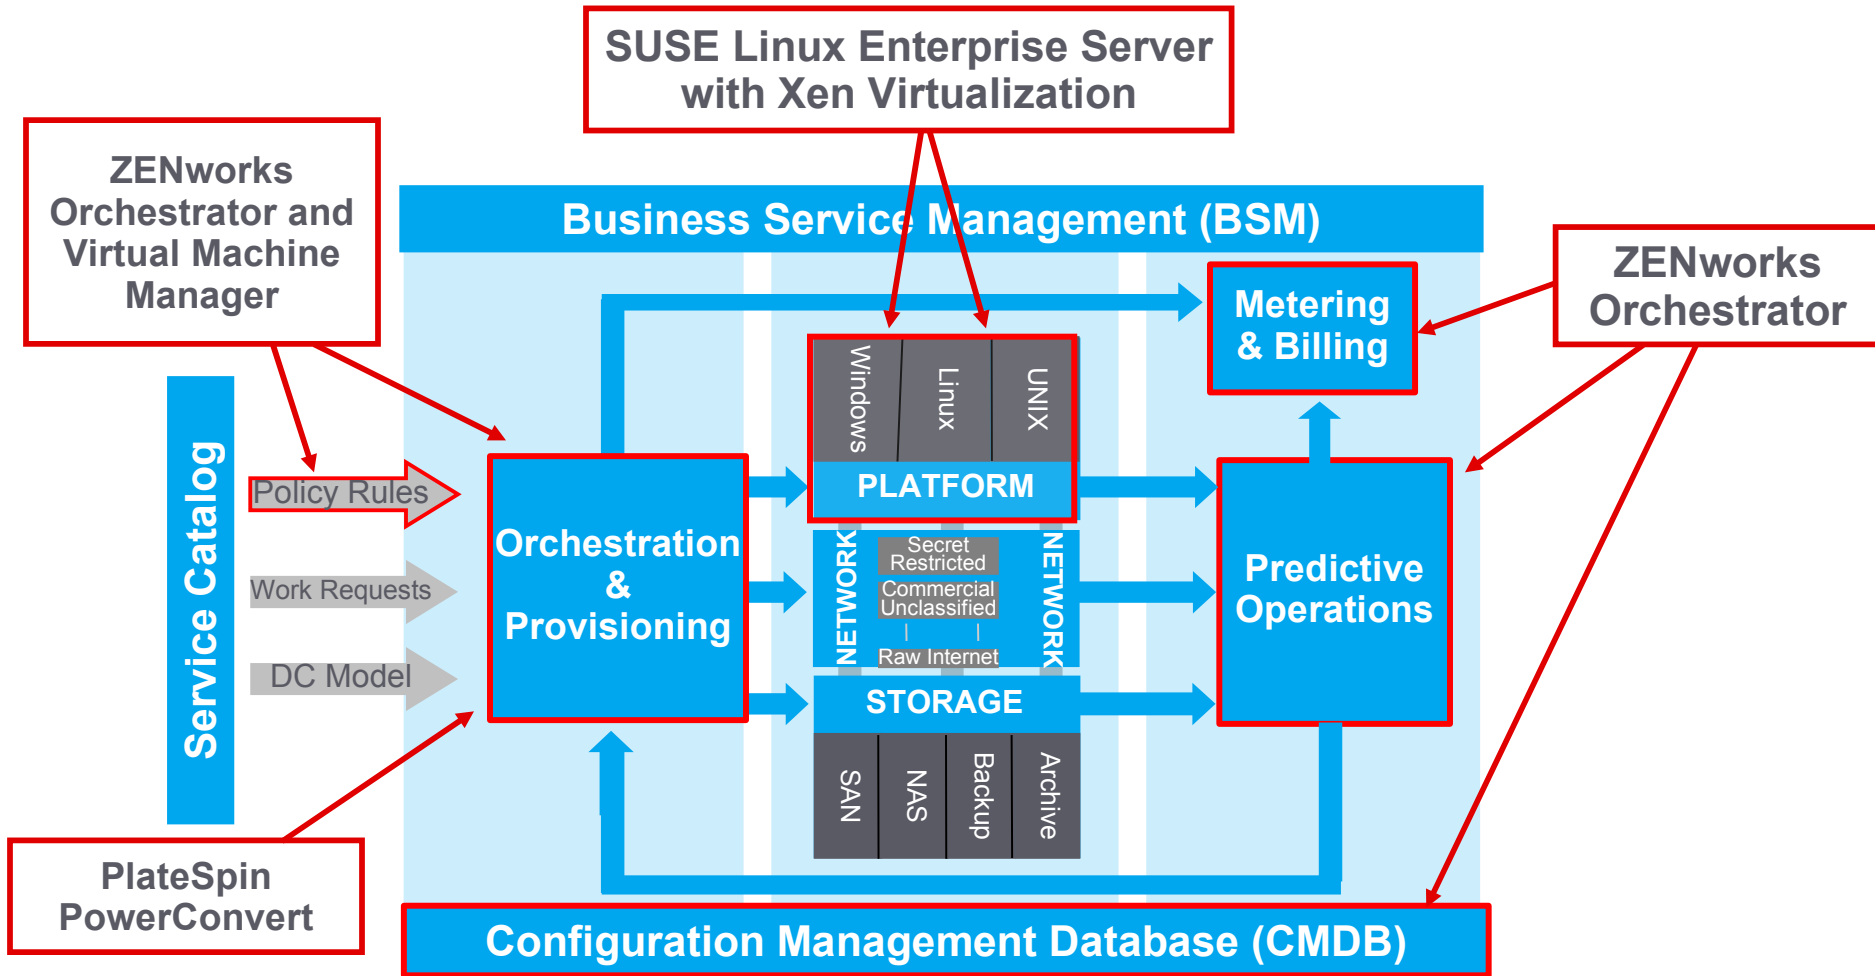 SUSE Linux Enterprise Server
with Xen Virtualization
ZENworks
Orchestrator and
Virtual Machine
Manager
Business Service Management (BSM)
ZENworks
Orchestrator
Metering
& Billing
Windows
Linux
UNIX
PLATFORM
Service Catalog
Policy Rules
Work Requests
DC Model
Orchestration
&
Provisioning
NETWORK
Secret
Restricted
Commercial
Unclassified
Raw Internet
NETWORK
Predictive
Operations
STORAGE
SAN
NAS
Backup
Archive
PlateSpin
PowerConvert
Configuration Management Database (CMDB)